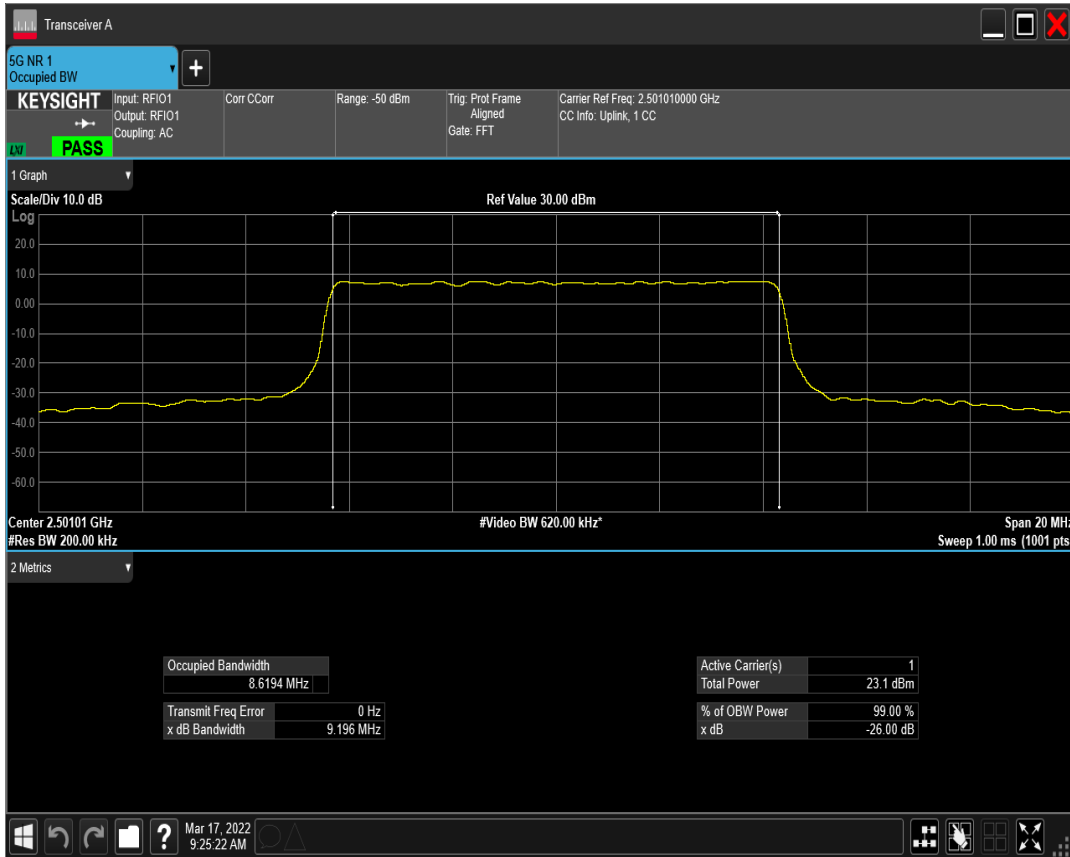 Transceiver A
5G NR 1
Occupied BW
KEYSIGHT
LXI
PASS
Input: RFIO1
Output: RFIO1
Coupling: AC
Corr CCorr
Range: -50 dBm
Trig: Prot Frame
Aligned
Gate: FFT
Carrier Ref Freq: 2.501010000 GHz
CC Info: Uplink, 1 CC
1 Graph
Scale/Div 10.0 dB
Ref Value 30.00 dBm
Log
20.0
10.0
0.00
-10.0
-20.0
-30.0
-40.0
-50.0
-60.0
Center 2.50101 GHz
#Video BW 620.00 kHz*
Span 20 MHz
#Res BW 200.00 kHz
Sweep 1.00 ms (1001 pts
2 Metrics
Occupied Bandwidth
8.6194 MHz
Transmit Freq Error 0 Hz
x dB Bandwidth 9.196 MHz
Active Carrier(s) 1
Total Power 23.1 dBm
% of OBW Power 99.00 %
x dB -26.00 dB
?
Mar 17, 2022
9:25:22 AM